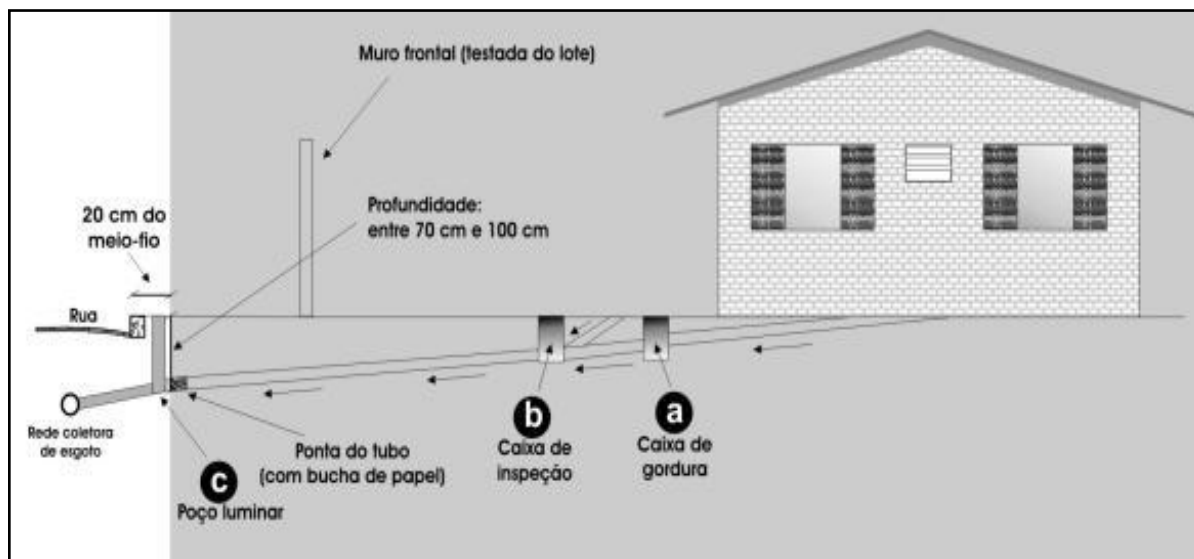 Muro frontal (testada do lote)
20 cm do
meio-fio
Profundidade:
entre 70 cm e 100 cm
Rua
Rede coletora
de esgoto
c
Poço luminar
Ponta do tubo
(com bucha de papel)
b
Caixa de
inspeção
a
Caixa de
gordura